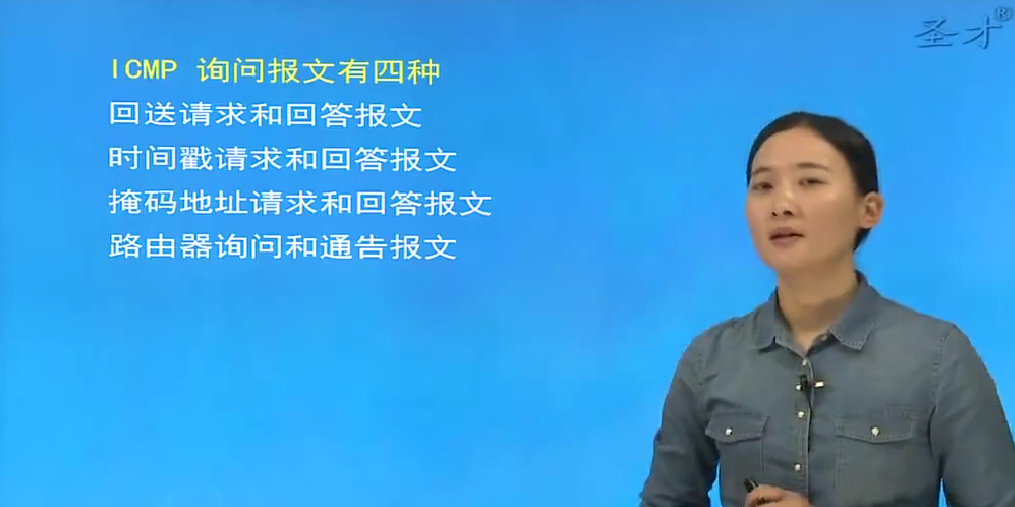 圣才®
ICMP 询问报文有四种
回送请求和回答报文
时间戳请求和回答报文
掩码地址请求和回答报文
路由器询问和通告报文